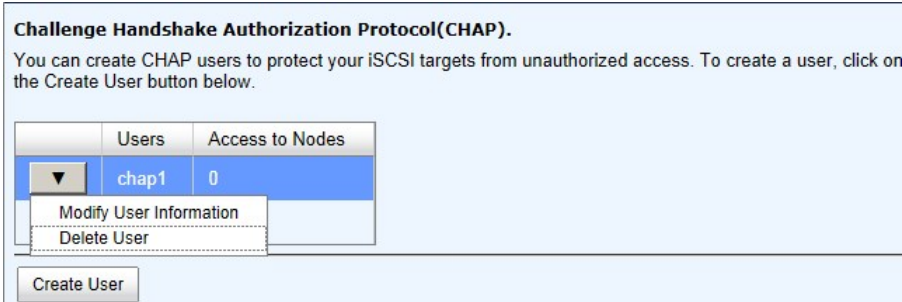 Challenge Handshake Authorization Protocol(CHAP).
You can create CHAP users to protect your iSCSI targets from unauthorized access. To create a user, click on
the Create User button below.
Users Access to Nodes
▼ chap1 0
Modify User Information
Delete User
Create User